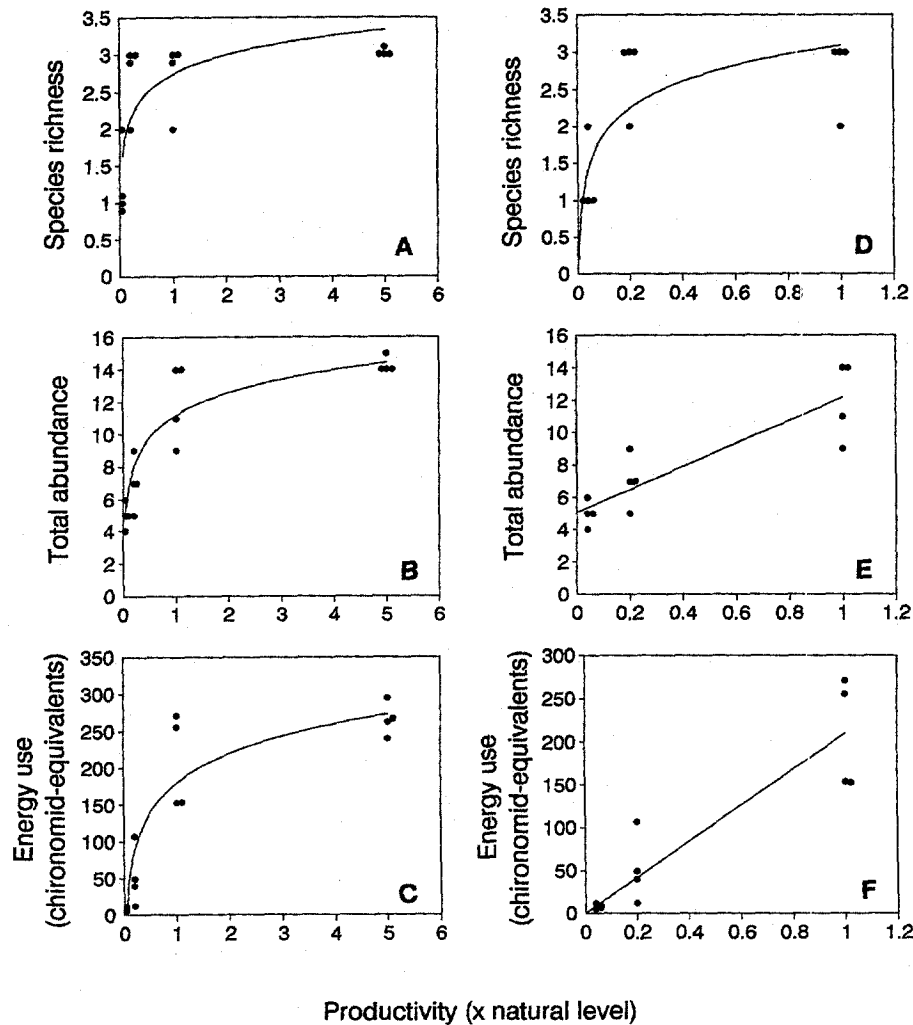 Species richness
3.5
3
2.5
2
1.5
1
0.5
0
0 1 2 3 4 5 6
A
Species richness
3.5
3
2.5
2
1.5
1
0.5
0
0 0.2 0.4 0.6 0.8 1 1.2
D
Total abundance
16
14
12
10
8
6
4
2
0
0 1 2 3 4 5 6
B
Total abundance
16
14
12
10
8
6
4
2
0
0 0.2 0.4 0.6 0.8 1 1.2
E
Energy use
(chironomid-equivalents)
350
300
250
200
150
100
50
0
0 1 2 3 4 5 6
C
Energy use
(chironomid-equivalents)
300
250
200
150
100
50
0
0 0.2 0.4 0.6 0.8 1 1.2
F
Productivity (x natural level)